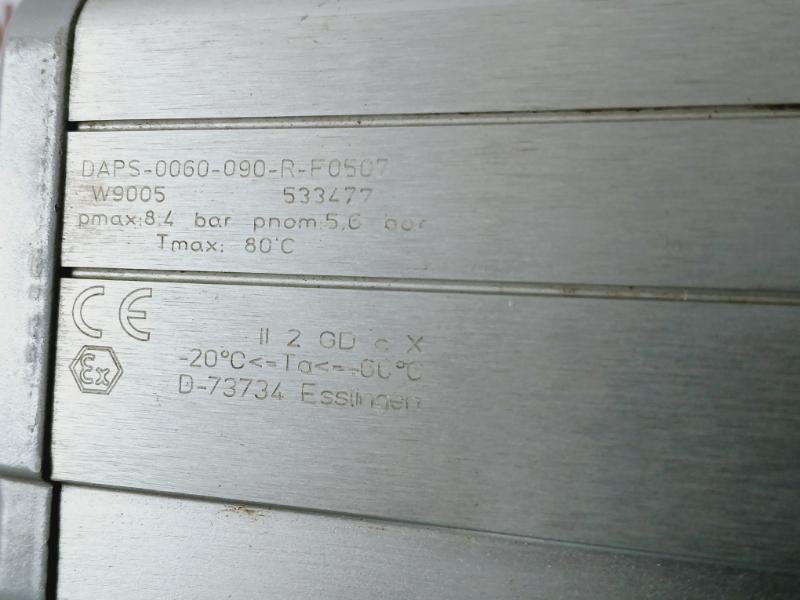 DAPS-0060-090-R-F0507
W9005 533477
pmax:8,4 bar pnom:5,6 bar
Tmax: 80°C
CE
II 2 GD c X
Ex
-20°C<=Ta<=+60°C
D-73734 Esslingen